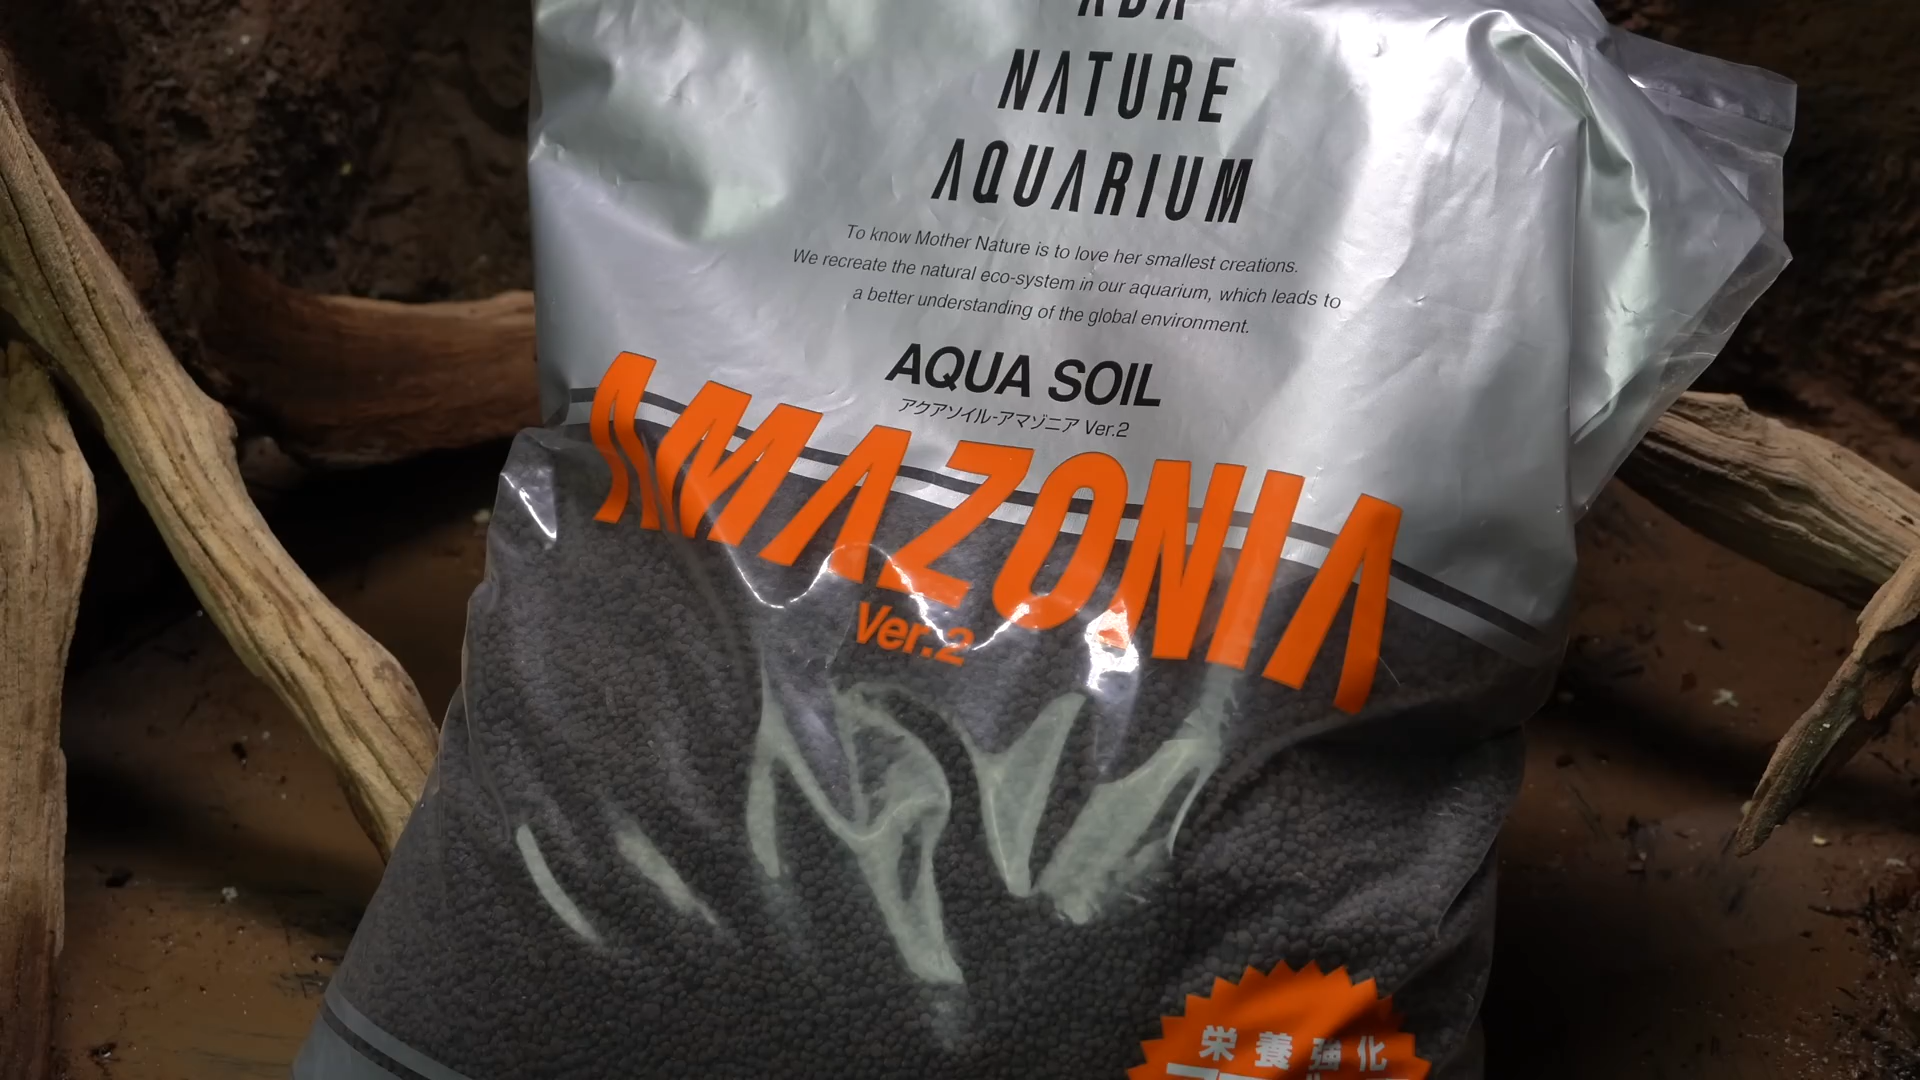 ADA
NATURE
AQUARIUM
To know Mother Nature is to love her smallest creations.
We recreate the natural eco-system in our aquarium, which leads to
a better understanding of the global environment.
AQUA SOIL
アクアソイル-アマゾニア Ver.2
AMAZONIA
Ver.2
栄養強化